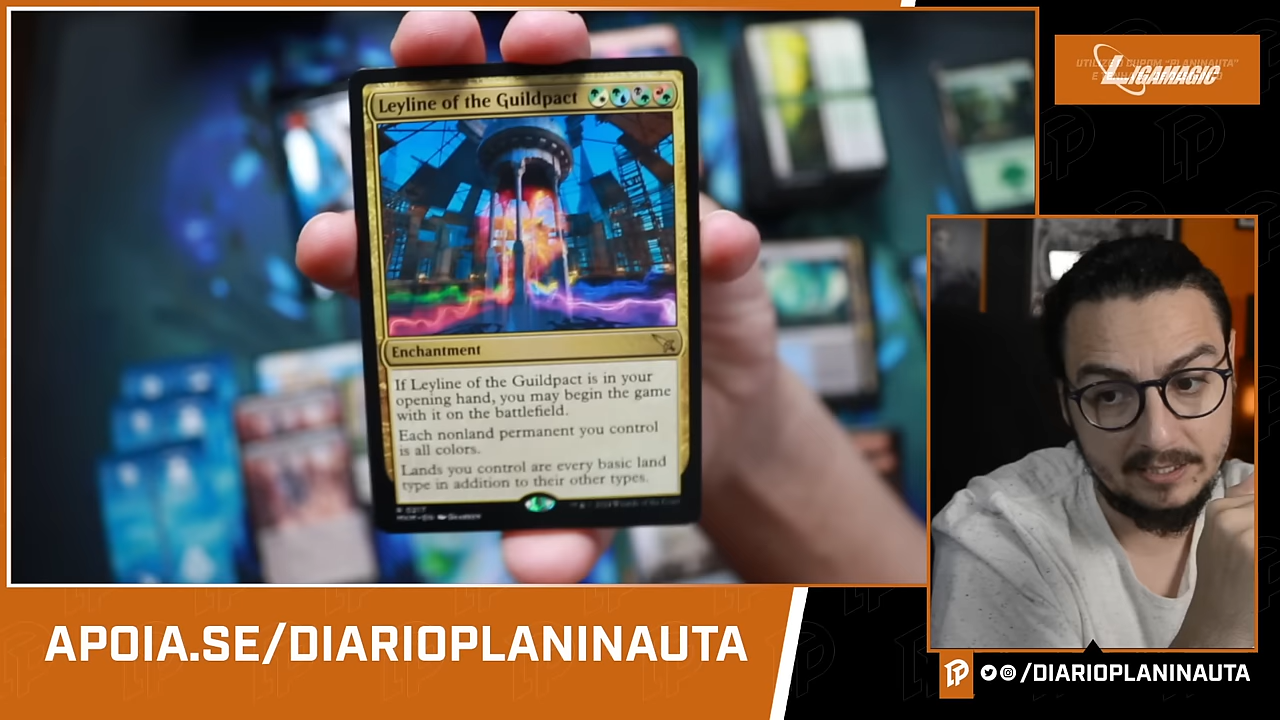 Leyline of the Guildpact
Enchantment
If Leyline of the Guildpact is in your
opening hand, you may begin the game
with it on the battlefield.
Each nonland permanent you control
is all colors.
Lands you control are every basic land
type in addition to their other types.
LIGAMAGIC
APOIA.SE/DIARIOPLANINAUTA
/DIARIOPLANINAUTA